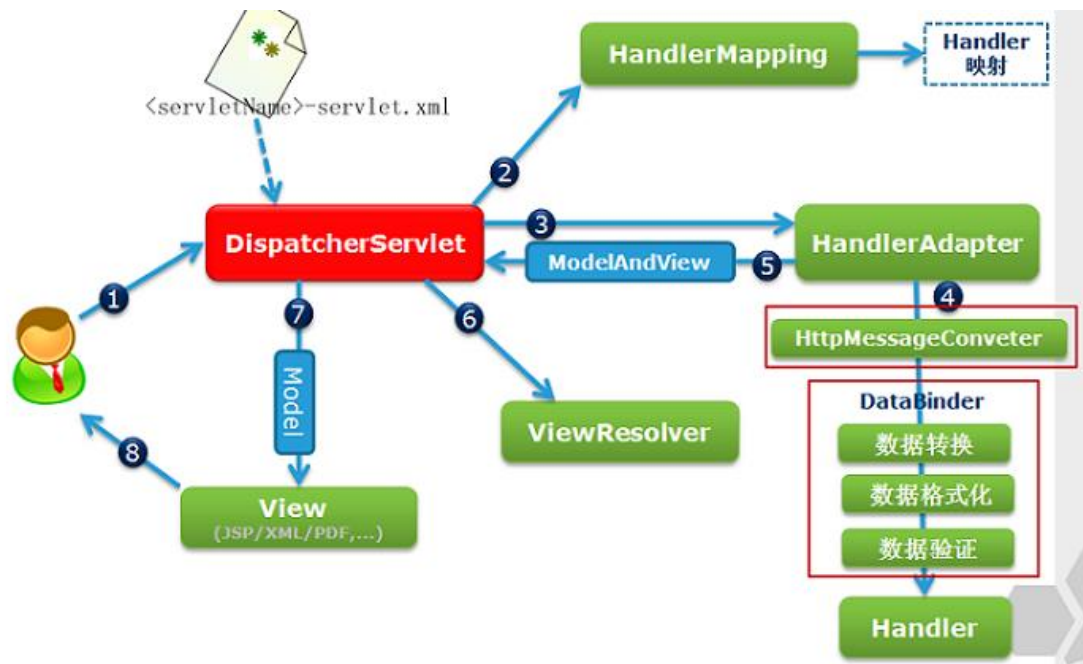 <servletName>-servlet.xml
HandlerMapping
Handler
映射
2
DispatcherServlet
3
ModelAndView
5
HandlerAdapter
1
7
6
4
HttpMessageConveter
Model
DataBinder
ViewResolver
数据转换
8
数据格式化
View
(JSP/XML/PDF,...)
数据验证
Handler